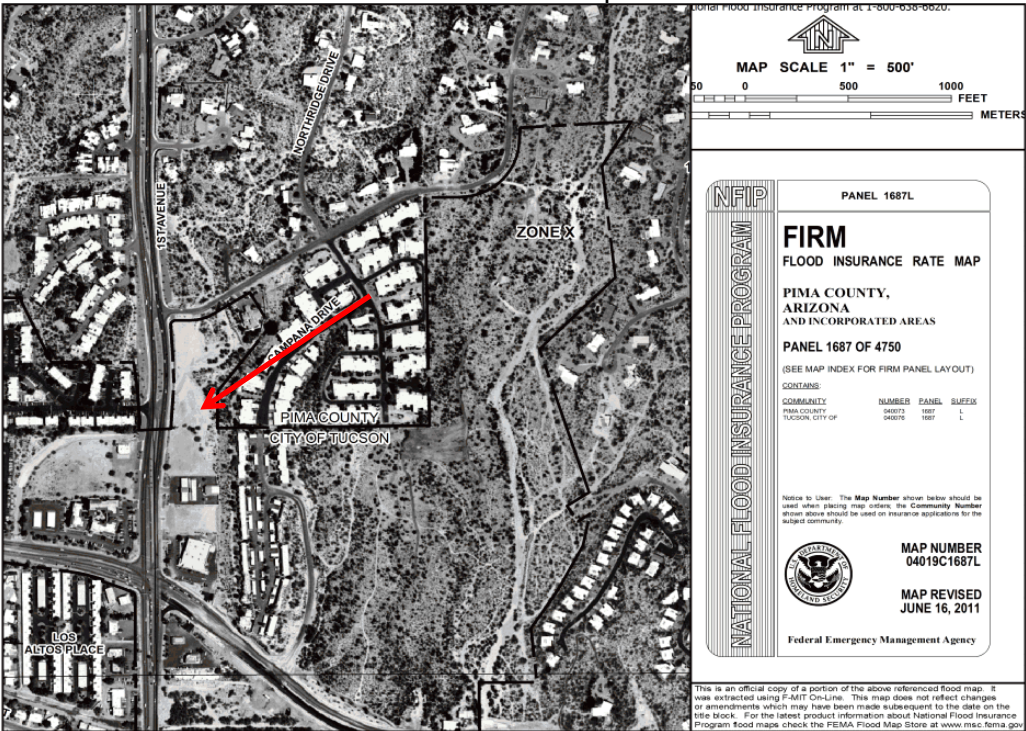 ional Flood Insurance Program at 1-800-638-6620.
N
MAP SCALE 1" = 500'
50 0 500 1000
FEET
METERS
NORTHRIDGE DRIVE
1ST AVENUE
ZONE X
CAMPANA DRIVE
PIMA COUNTY
CITY OF TUCSON
LOS
ALTOS PLACE
NFIP
NATIONAL FLOOD INSURANCE PROGRAM
PANEL 1687L
FIRM
FLOOD INSURANCE RATE MAP
PIMA COUNTY,
ARIZONA
AND INCORPORATED AREAS
PANEL 1687 OF 4750
(SEE MAP INDEX FOR FIRM PANEL LAYOUT)
CONTAINS:
COMMUNITY NUMBER PANEL SUFFIX
PIMA COUNTY 040073 1687 L
TUCSON, CITY OF 040076 1687 L
Notice to User: The Map Number shown below should be
used when placing map orders; the Community Number
shown above should be used on insurance applications for the
subject community.
U.S. DEPARTMENT OF
HOMELAND SECURITY
MAP NUMBER
04019C1687L
MAP REVISED
JUNE 16, 2011
Federal Emergency Management Agency
This is an official copy of a portion of the above referenced flood map. It
was extracted using F-MIT On-Line. This map does not reflect changes
or amendments which may have been made subsequent to the date on the
title block. For the latest product information about National Flood Insurance
Program flood maps check the FEMA Flood Map Store at www.msc.fema.gov